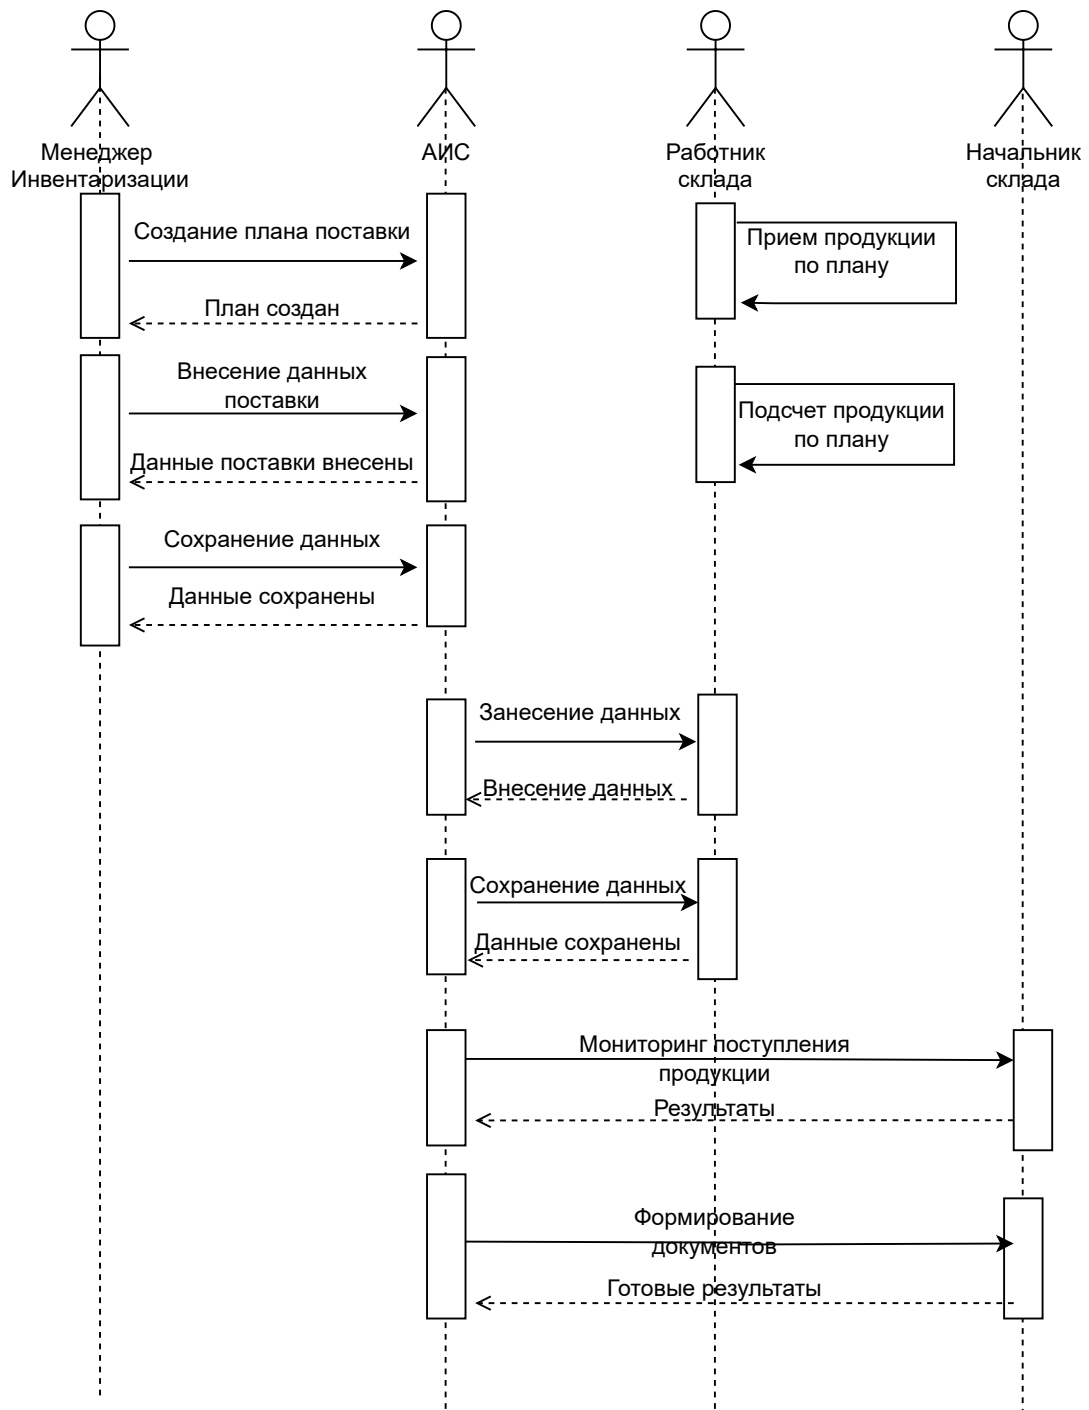 Менеджер
Инвентаризации
АИС
Работник
склада
Начальник
склада
Создание плана поставки
Прием продукции
по плану
План создан
Внесение данных
поставки
Подсчет продукции
по плану
Данные поставки внесены
Сохранение данных
Данные сохранены
Занесение данных
Внесение данных
Сохранение данных
Данные сохранены
Мониторинг поступления
продукции
Результаты
Формирование
документов
Готовые результаты